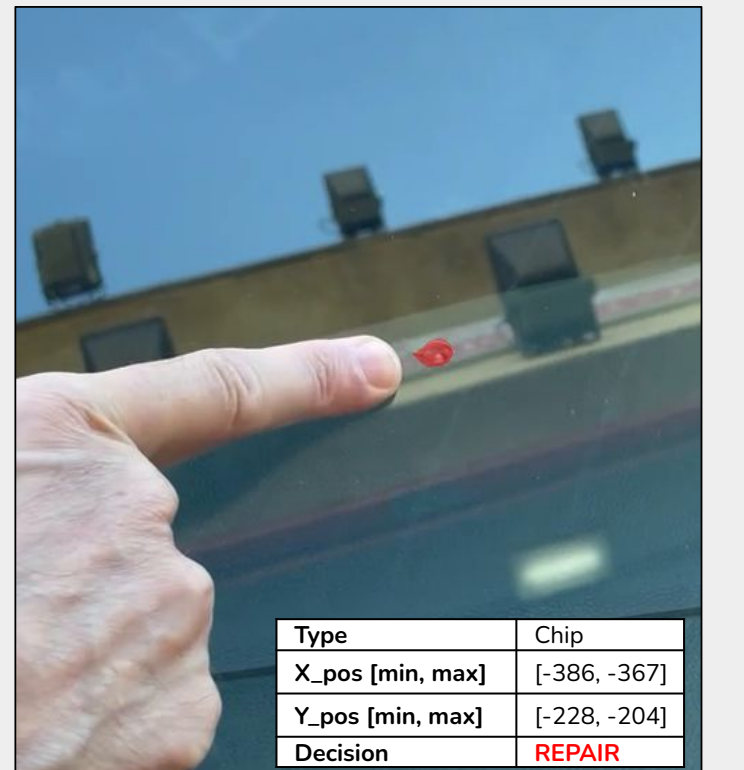 Type Chip
X_pos [min, max] [-386, -367]
Y_pos [min, max] [-228, -204]
Decision REPAIR